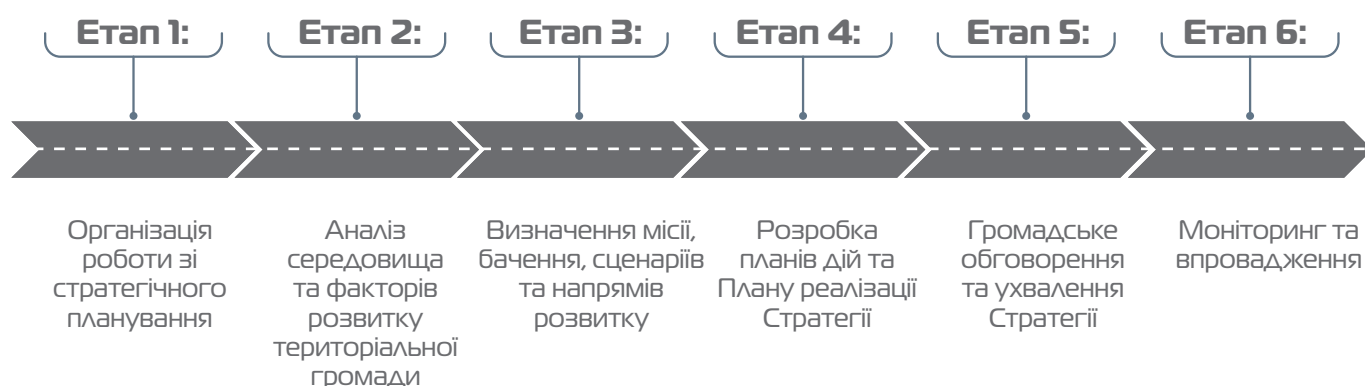 Етап 1:
Етап 2:
Етап 3:
Етап 4:
Етап 5:
Етап 6:
Організація
роботи зі
стратегічного
планування
Аналіз
середовища
та факторів
розвитку
територіальної
громади
Визначення місії,
бачення, сценаріїв
та напрямів
розвитку
Розробка
планів дій та
Плану реалізації
Стратегії
Громадське
обговорення
та ухвалення
Стратегії
Моніторинг та
впровадження